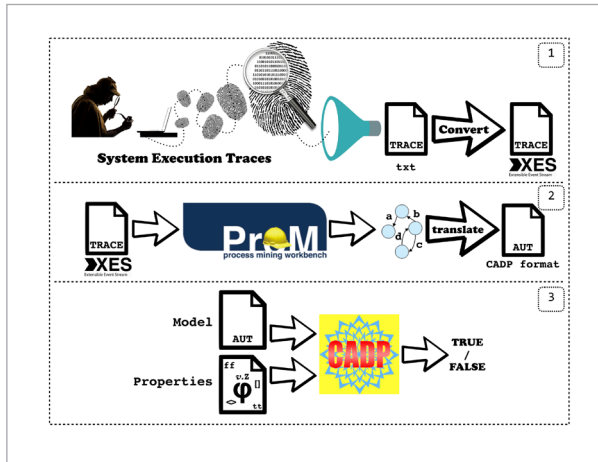 1
System Execution Traces
TRACE
txt
Convert
TRACE
XES
Extensible Event Stream
2
TRACE
XES
Extensible Event Stream
ProM
process mining workbench
a
b
d
c
translate
AUT
CADP format
3
Model
AUT
Properties
ff
ν.Z
[]
φ
<>
tt
CADP
TRUE
/
FALSE